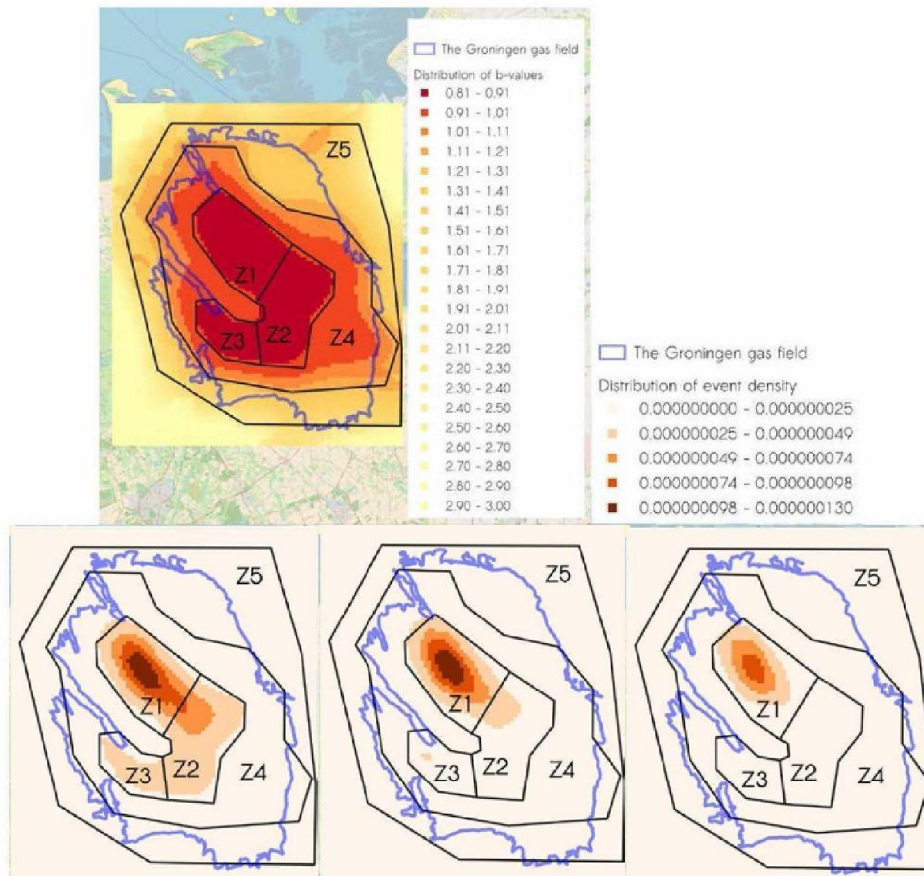 The Groningen gas field
Distribution of b-values
0.81 - 0.91
0.91 - 1.01
1.01 - 1.11
1.11 - 1.21
1.21 - 1.31
1.31 - 1.41
1.41 - 1.51
1.51 - 1.61
1.61 - 1.71
1.71 - 1.81
1.81 - 1.91
1.91 - 2.01
2.01 - 2.11
2.11 - 2.20
2.20 - 2.30
2.30 - 2.40
2.40 - 2.50
2.50 - 2.60
2.60 - 2.70
2.70 - 2.80
2.80 - 2.90
2.90 - 3.00
Z5
Z1
Z3 Z2 Z4
The Groningen gas field
Distribution of event density
0.000000000 - 0.000000025
0.000000025 - 0.000000049
0.000000049 - 0.000000074
0.000000074 - 0.000000098
0.000000098 - 0.000000130
Z5
Z1
Z3 Z2 Z4
Z5
Z1
Z3 Z2 Z4
Z5
Z1
Z3 Z2 Z4